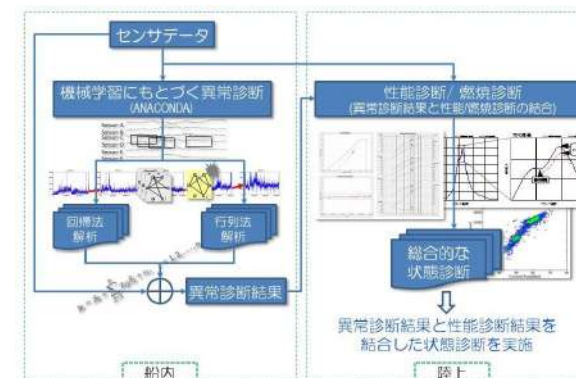 センサデータ
機械学習にもとづく異常診断
(ANACONDA)
回帰法
解析
行列法
解析
異常診断結果
船内
性能診断/ 燃焼診断
(異常診断結果と性能/燃焼診断の結合)
総合的な
状態診断
異常診断結果と性能診断結果を
結合した状態診断を実施
陸上